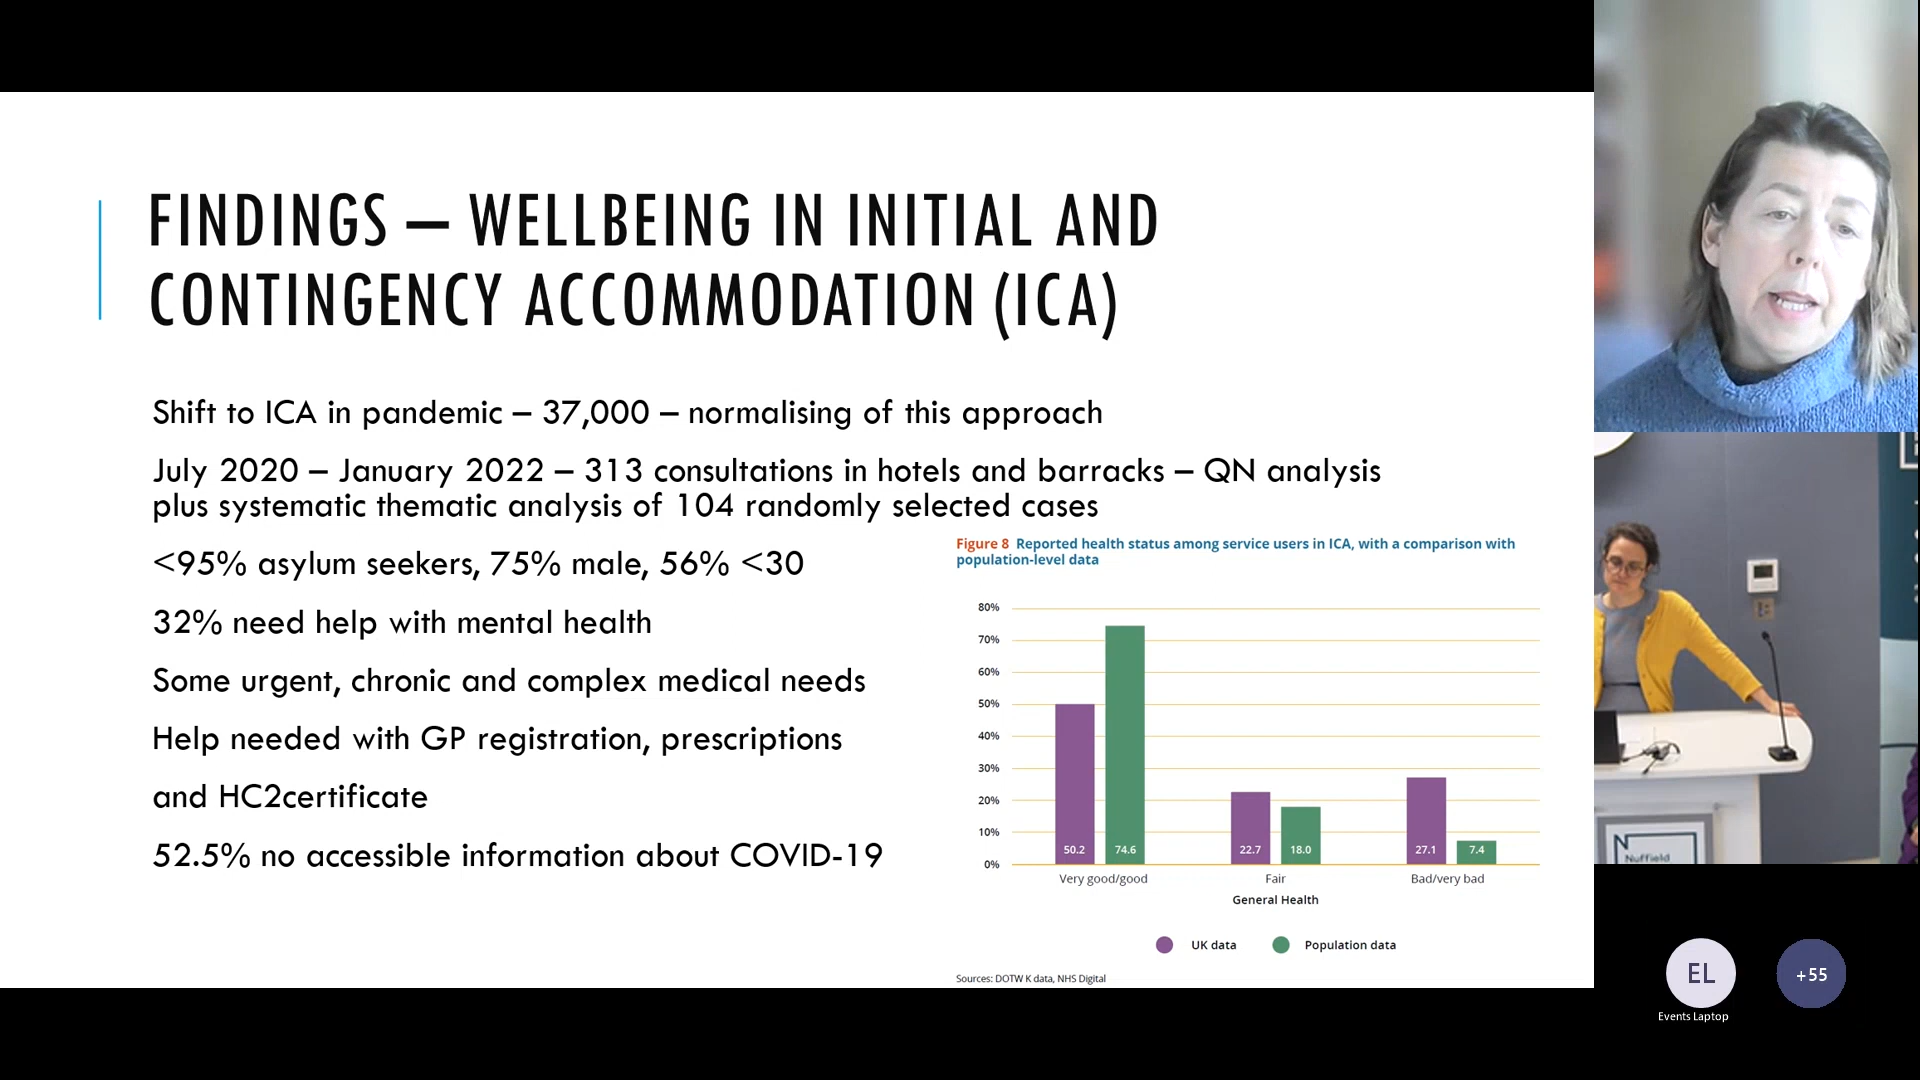 FINDINGS – WELLBEING IN INITIAL AND
CONTINGENCY ACCOMMODATION (ICA)
Shift to ICA in pandemic – 37,000 – normalising of this approach
July 2020 – January 2022 – 313 consultations in hotels and barracks – QN analysis
plus systematic thematic analysis of 104 randomly selected cases
<95% asylum seekers, 75% male, 56% <30
32% need help with mental health
Some urgent, chronic and complex medical needs
Help needed with GP registration, prescriptions
and HC2certificate
52.5% no accessible information about COVID-19
Figure 8 Reported health status among service users in ICA, with a comparison with
population-level data
80%
70%
60%
50%
40%
30%
20%
10%
0%
50.2 74.6 22.7 18.0 27.1 7.4
Very good/good Fair Bad/very bad
General Health
UK data Population data
Sources: DOTW K data, NHS Digital
N
Nuffield
EL
+55
Events Laptop